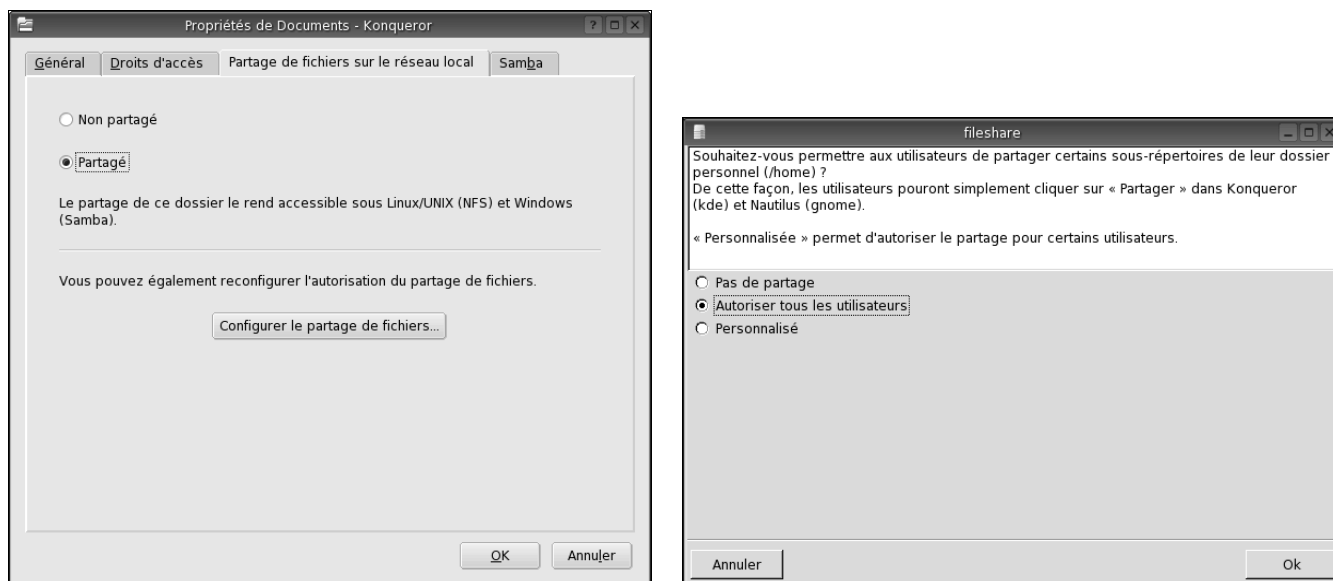 Propriétés de Documents - Konqueror
Général
Droits d'accès
Partage de fichiers sur le réseau local
Samba
Non partagé
Partagé
Le partage de ce dossier le rend accessible sous Linux/UNIX (NFS) et Windows
(Samba).
Vous pouvez également reconfigurer l'autorisation du partage de fichiers.
Configurer le partage de fichiers...
OK
Annuler
fileshare
Souhaitez-vous permettre aux utilisateurs de partager certains sous-répertoires de leur dossier
personnel (/home) ?
De cette façon, les utilisateurs pourront simplement cliquer sur « Partager » dans Konqueror
(kde) et Nautilus (gnome).
« Personnalisée » permet d'autoriser le partage pour certains utilisateurs.
Pas de partage
Autoriser tous les utilisateurs
Personnalisé
Annuler
Ok